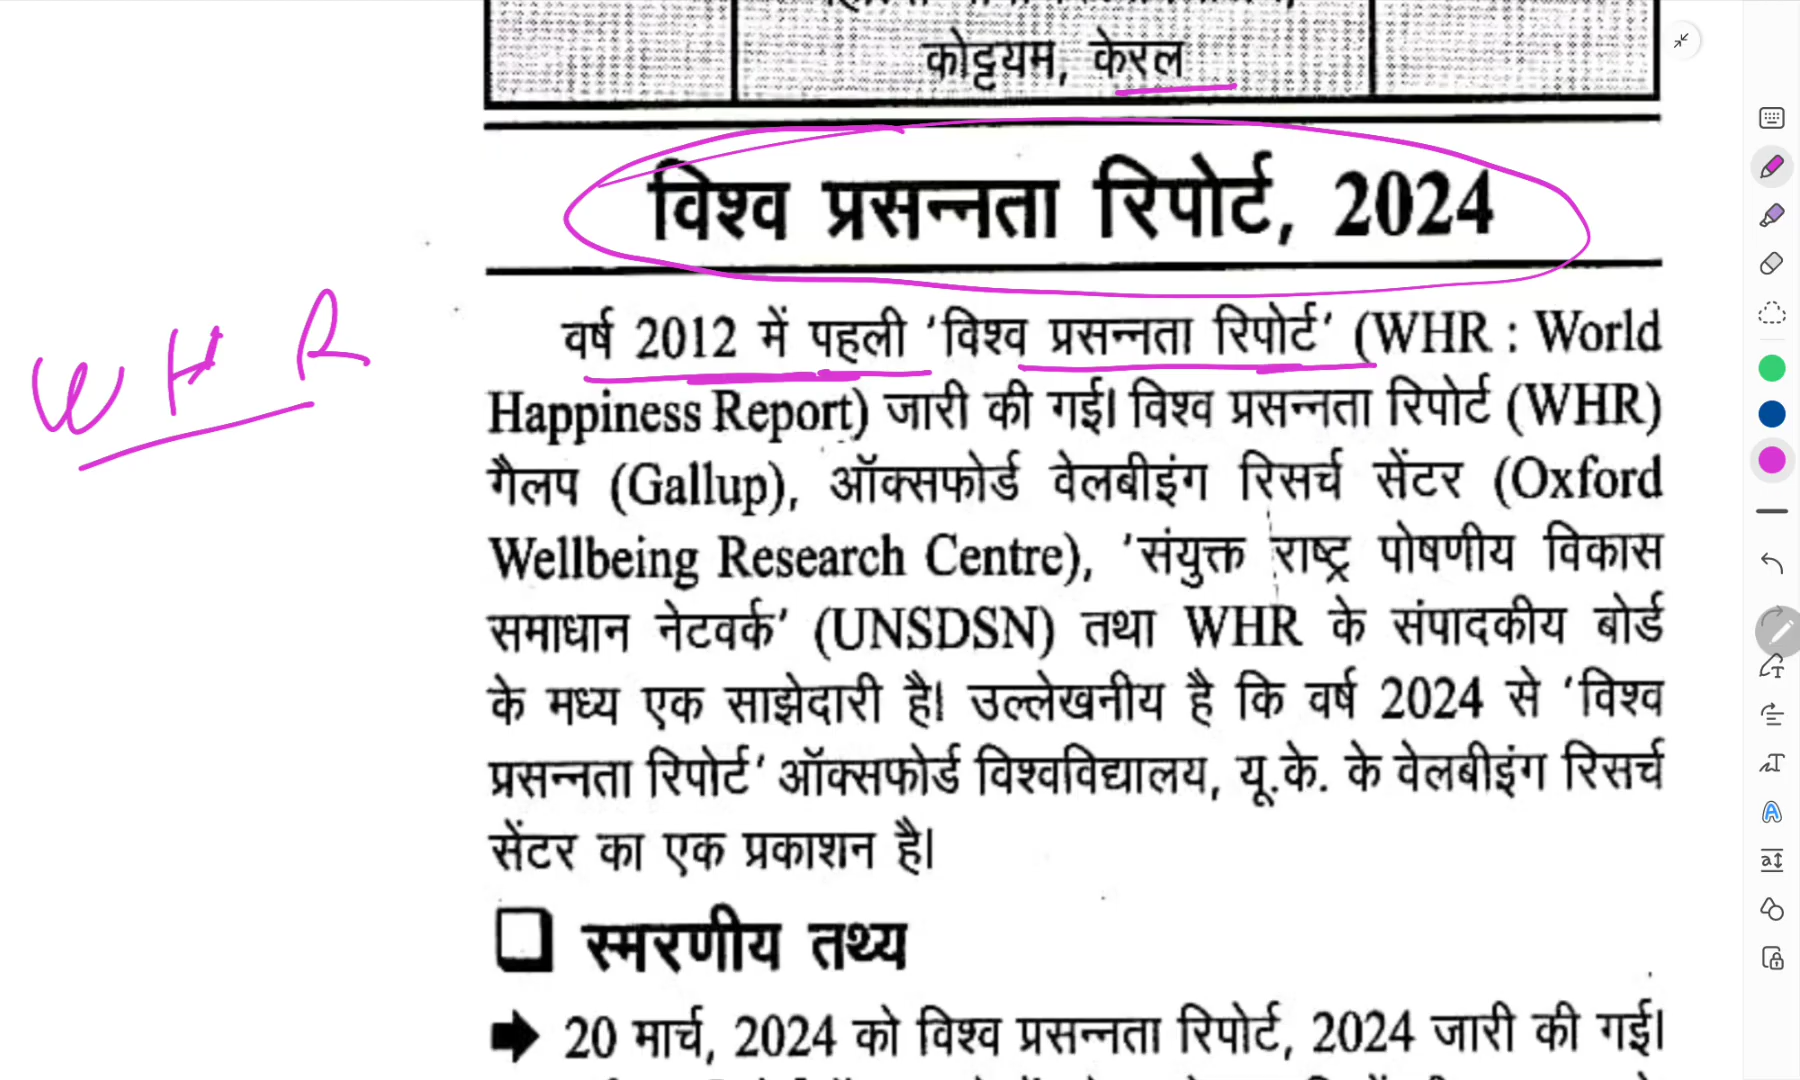 कोट्टयम, केरल
विश्व प्रसन्नता रिपोर्ट, 2024
वर्ष 2012 में पहली 'विश्व प्रसन्नता रिपोर्ट' (WHR : World
WHR
Happiness Report) जारी की गई। विश्व प्रसन्नता रिपोर्ट (WHR)
गैलप (Gallup), ऑक्सफोर्ड वेलबीइंग रिसर्च सेंटर (Oxford
Wellbeing Research Centre), 'संयुक्त राष्ट्र पोषणीय विकास
समाधान नेटवर्क' (UNSDSN) तथा WHR के संपादकीय बोर्ड
के मध्य एक साझेदारी है। उल्लेखनीय है कि वर्ष 2024 से 'विश्व
प्रसन्नता रिपोर्ट' ऑक्सफोर्ड विश्वविद्यालय, यू.के. के वेलबीइंग रिसर्च
सेंटर का एक प्रकाशन है।
स्मरणीय तथ्य
20 मार्च, 2024 को विश्व प्रसन्नता रिपोर्ट, 2024 जारी की गई।